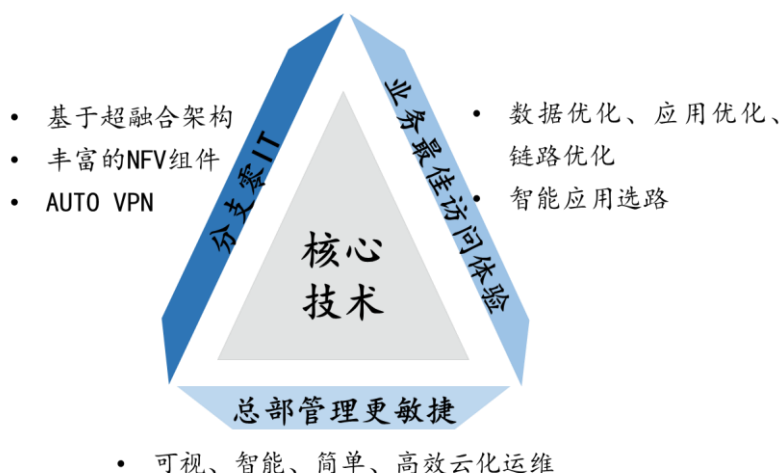 • 基于超融合架构
• 丰富的NFV组件
• AUTO VPN
分支零IT
业务最佳访问体验
• 数据优化、应用优化、
链路优化
• 智能应用选路
核心
技术
总部管理更敏捷
• 可视、智能、简单、高效云化运维